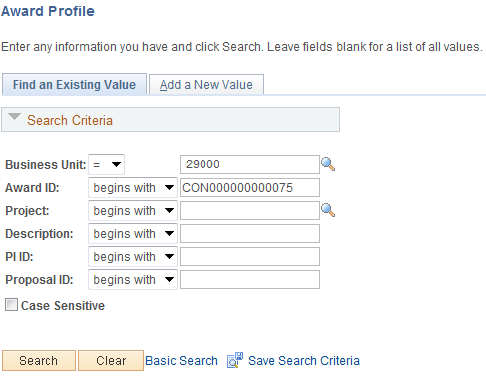 Award Profile
Enter any information you have and click Search. Leave fields blank for a list of all values.
Find an Existing Value Add a New Value
Search Criteria
Business Unit: = 29000
Award ID: begins with CON000000000075
Project: begins with
Description: begins with
PI ID: begins with
Proposal ID: begins with
Case Sensitive
Search Clear Basic Search Save Search Criteria